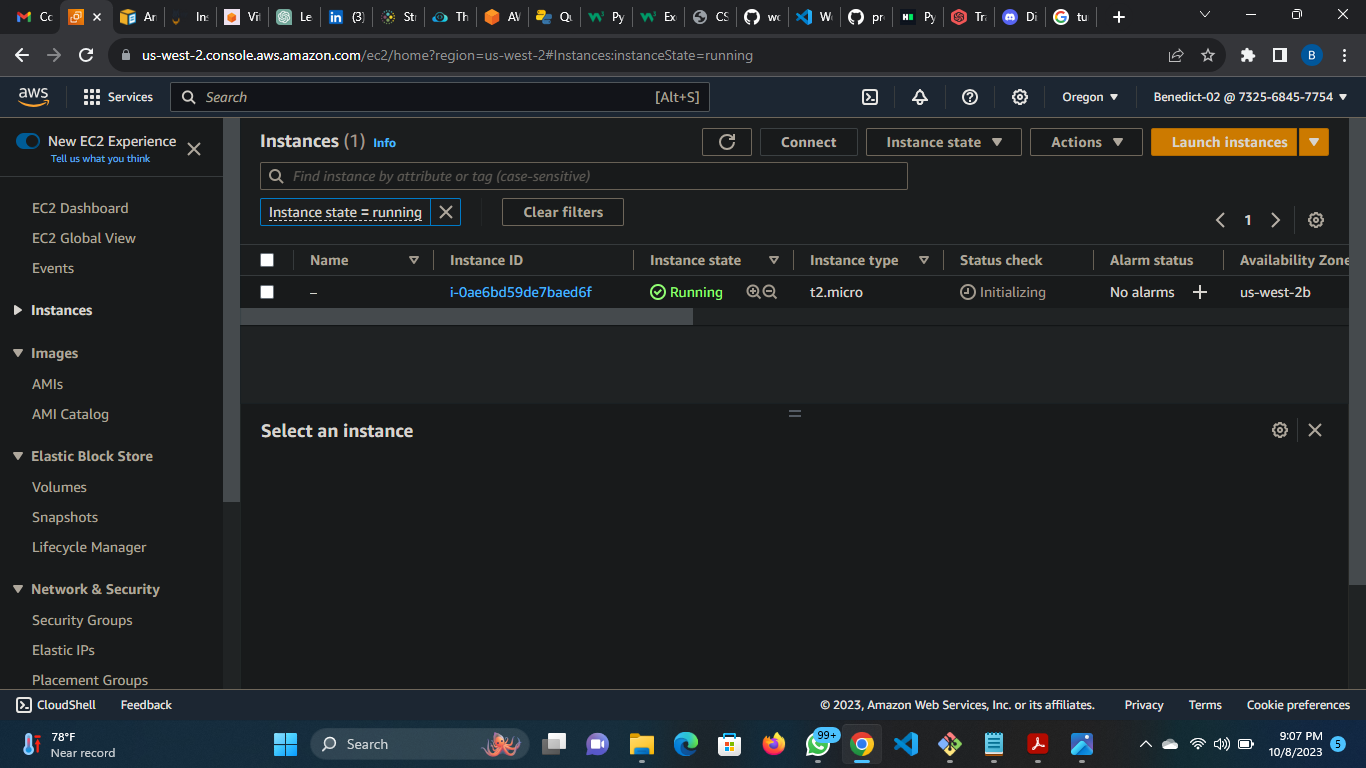 Cc
Ar
In
Vit
Le
(3)
Str
Th
AV
Qu
Py
Ex
CS
wo
We
pr
Py
Tr
Di
tu
us-west-2.console.aws.amazon.com/ec2/home?region=us-west-2#Instances:instanceState=running
B
aws
Services
Search
[Alt+S]
Oregon
Benedict-02 @ 7325-6845-7754
New EC2 Experience
Tell us what you think
EC2 Dashboard
EC2 Global View
Events
Instances
Images
AMIs
AMI Catalog
Elastic Block Store
Volumes
Snapshots
Lifecycle Manager
Network & Security
Security Groups
Elastic IPs
Placement Groups
Instances (1) Info
Connect
Instance state
Actions
Launch instances
Find instance by attribute or tag (case-sensitive)
Instance state = running
Clear filters
1
Name
Instance ID
Instance state
Instance type
Status check
Alarm status
Availability Zone
–
i-0ae6bd59de7baed6f
Running
t2.micro
Initializing
No alarms
us-west-2b
Select an instance
CloudShell
Feedback
© 2023, Amazon Web Services, Inc. or its affiliates.
Privacy
Terms
Cookie preferences
78°F
Near record
Search
99+
9:07 PM
10/8/2023
5